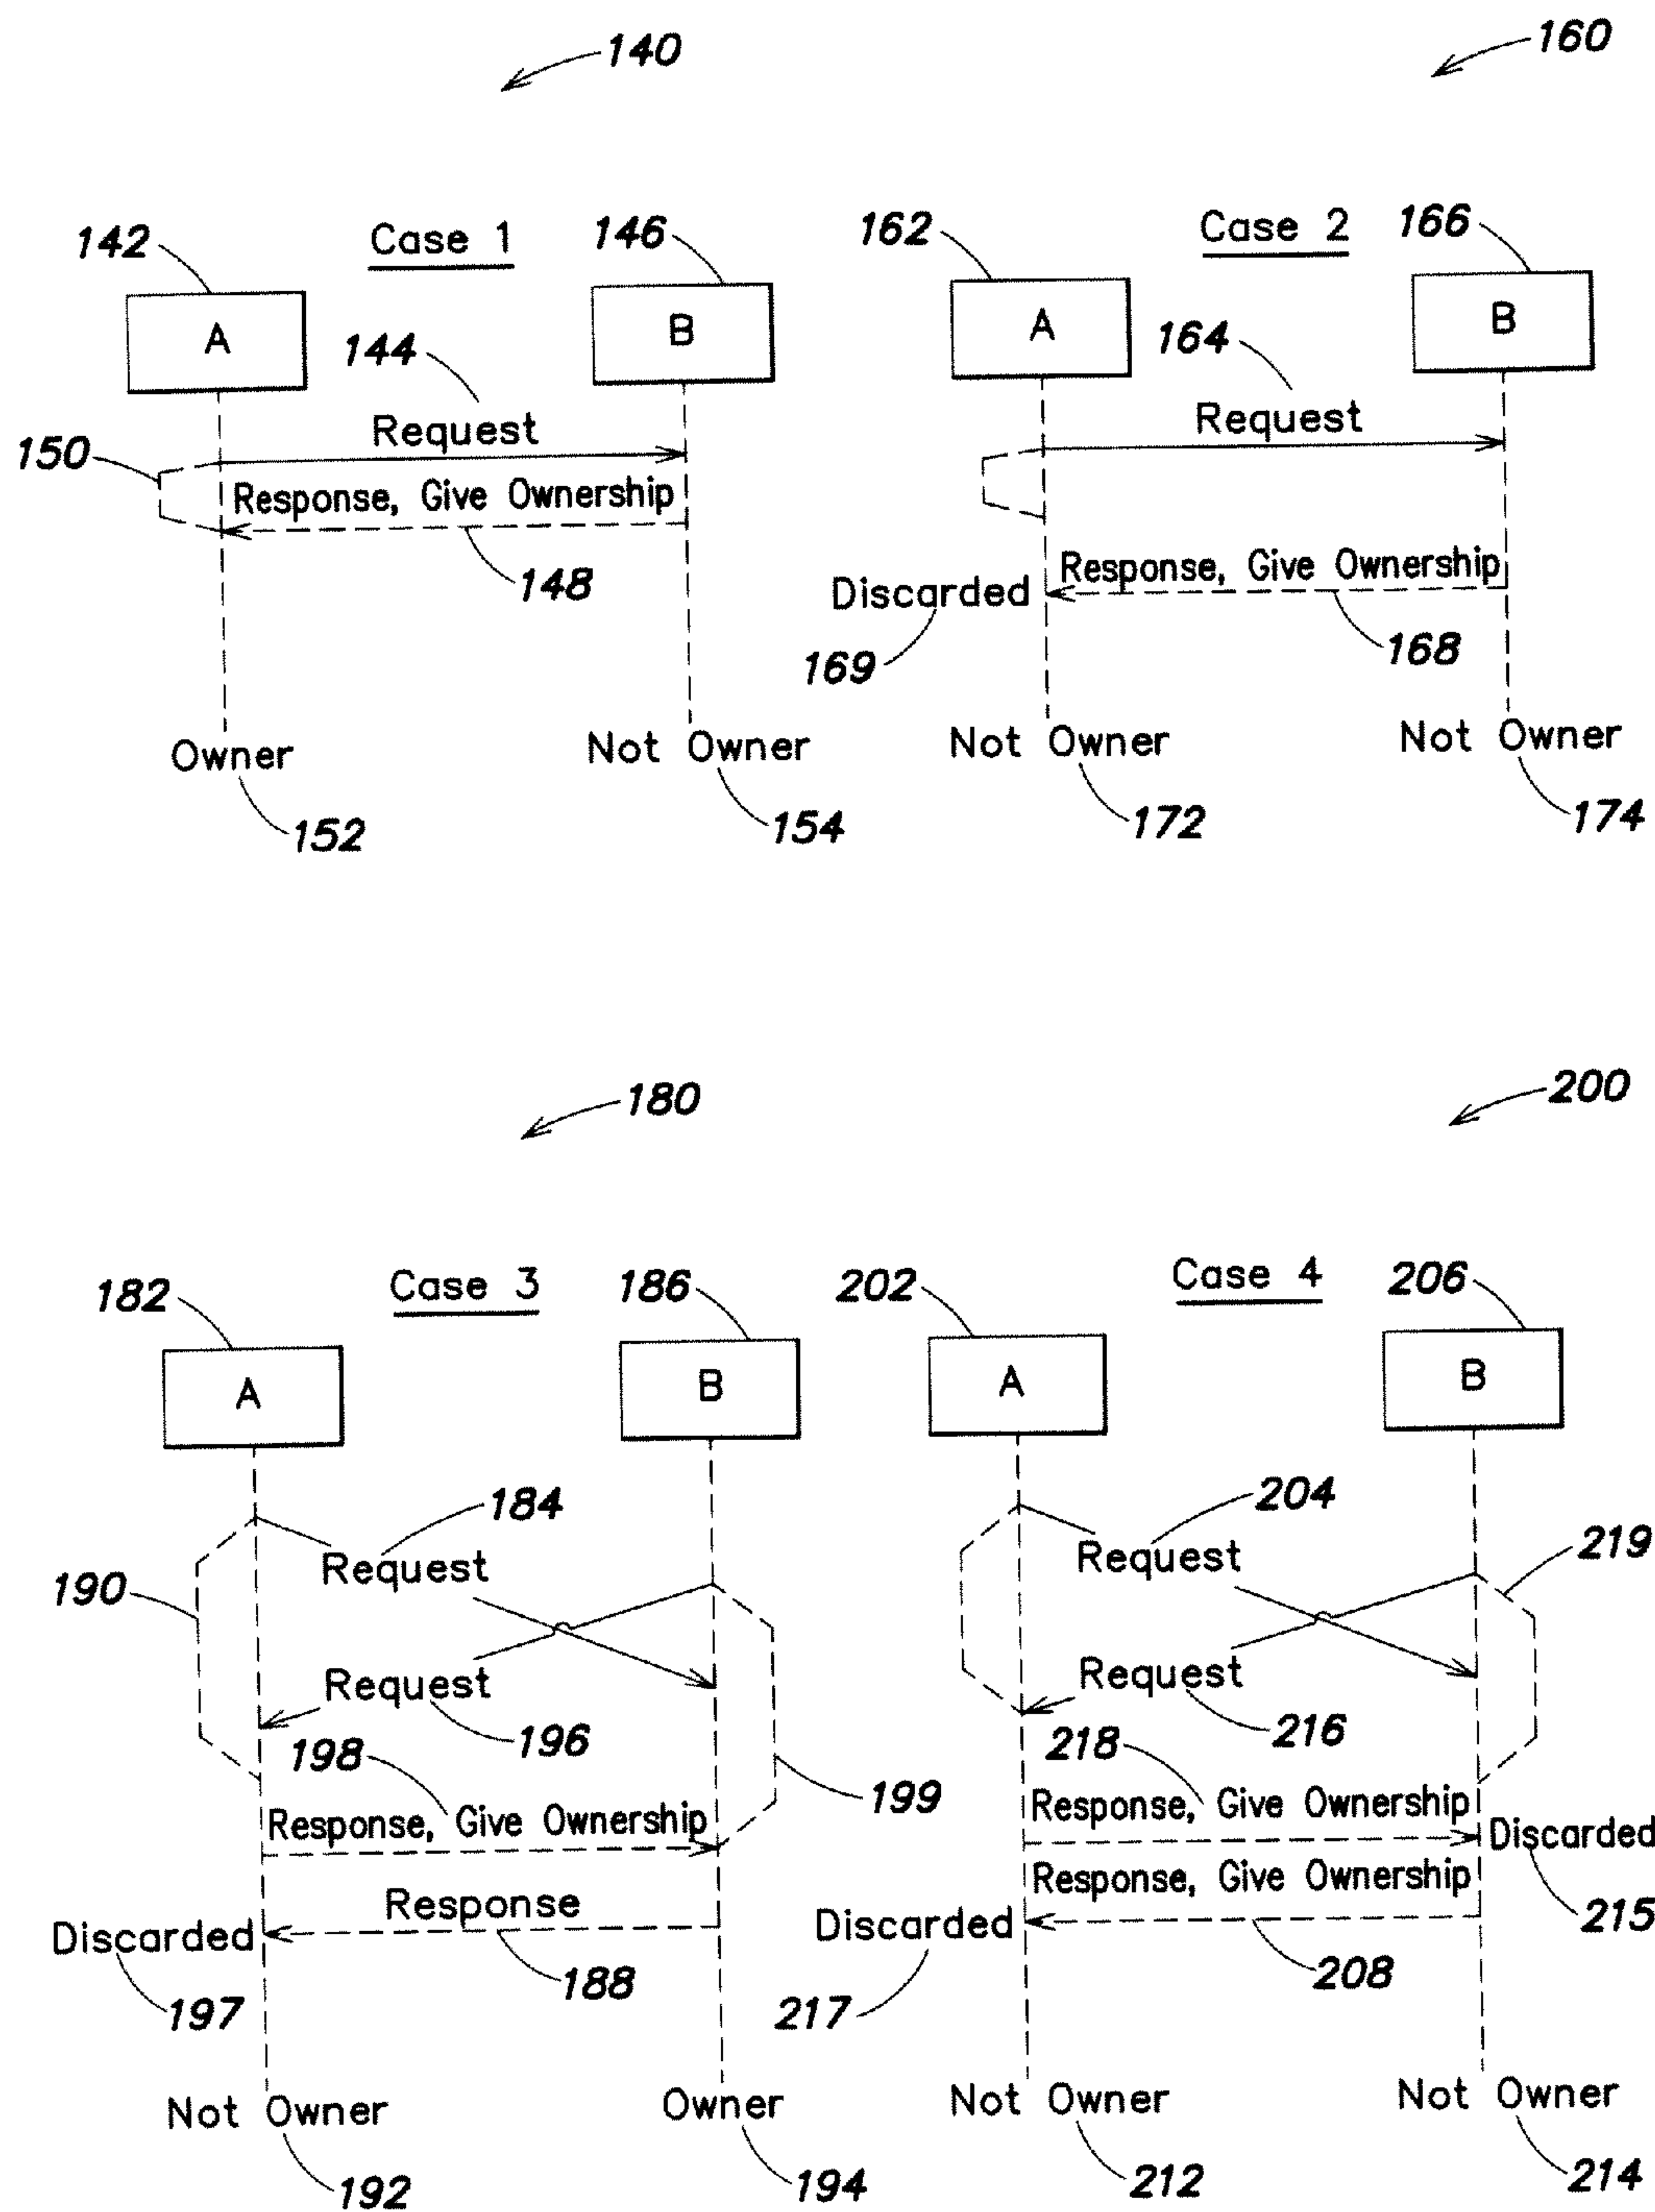 140
160
142
Case 1
146
162
Case 2
166
A
B
A
B
144
164
Request
Request
150
Response, Give Ownership
148
Response, Give Ownership
Discarded
168
169
Owner
Not Owner
Not Owner
Not Owner
152
154
172
174
180
200
182
Case 3
186
202
Case 4
206
A
B
A
B
184
204
Request
Request
219
190
Request
Request
196
216
198
218
199
Response, Give Ownership
Response, Give Ownership
Discarded
Response
Response, Give Ownership
215
Discarded
Discarded
188
208
197
217
Not Owner
Owner
Not Owner
Not Owner
192
194
212
214